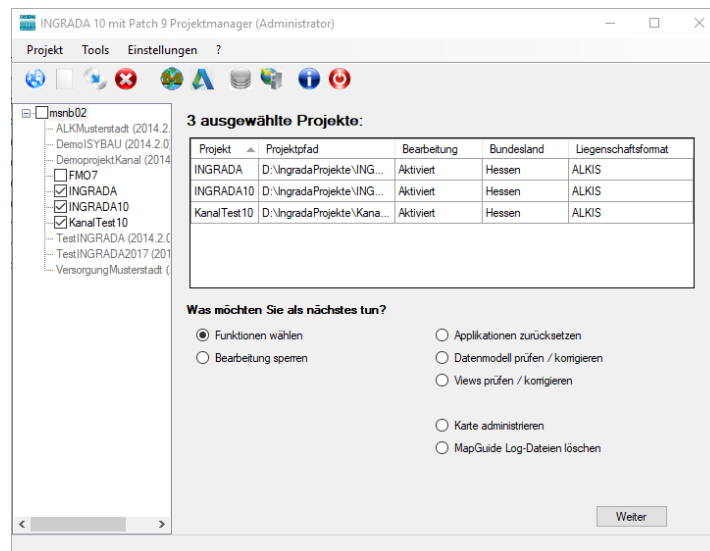 INGRADA 10 mit Patch 9 Projektmanager (Administrator)
Projekt Tools Einstellungen ?
msnb02
ALKMusterstadt (2014.2.
DemoISYBAU (2014.2.0
DemoprojektKanal (2014
FMO7
INGRADA
INGRADA10
KanalTest10
TestINGRADA (2014.2.0
TestINGRADA2017 (201
VersorgungMusterstadt (
3 ausgewählte Projekte:
Projekt Projektpfad Bearbeitung Bundesland Liegenschaftsformat
INGRADA D:\IngradaProjekte\ING... Aktiviert Hessen ALKIS
INGRADA10 D:\IngradaProjekte\ING... Aktiviert Hessen ALKIS
KanalTest10 D:\IngradaProjekte\Kana... Aktiviert Hessen ALKIS
Was möchten Sie als nächstes tun?
Funktionen wählen
Bearbeitung sperren
Applikationen zurücksetzen
Datenmodell prüfen / korrigieren
Views prüfen / korrigieren
Karte administrieren
MapGuide Log-Dateien löschen
Weiter